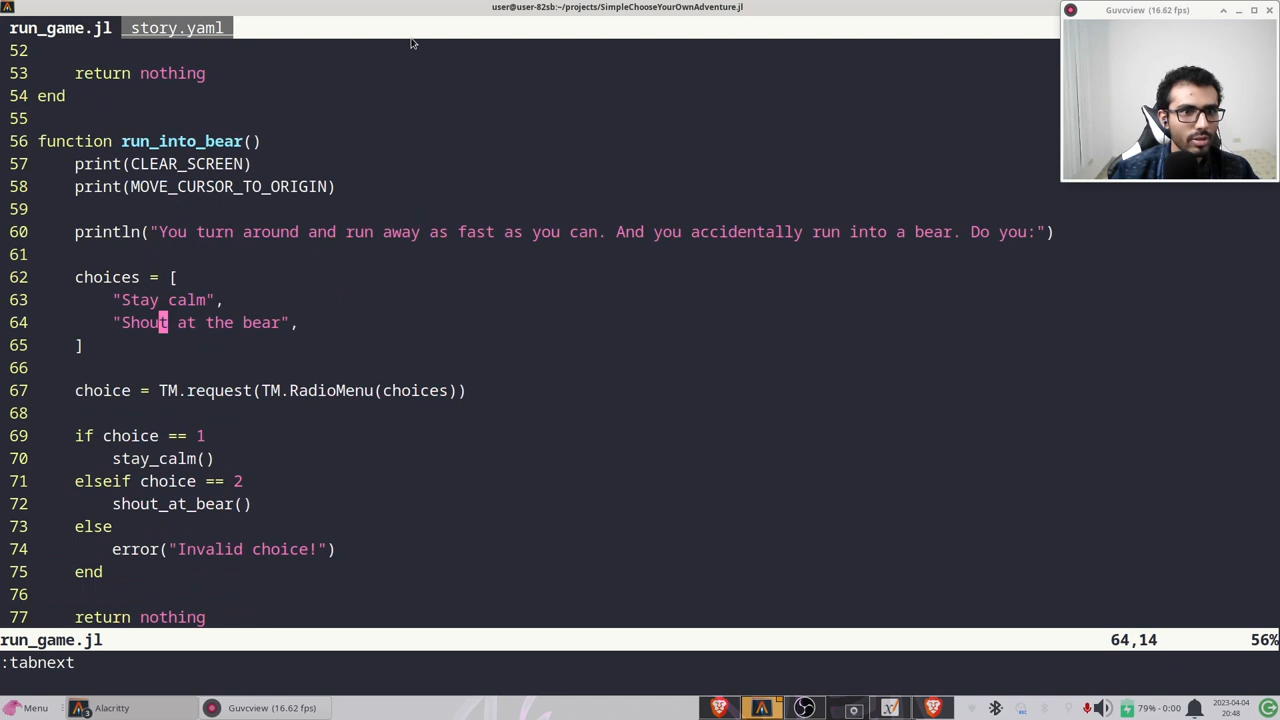 user@user-82sb:~/projects/SimpleChooseYourOwnAdventure.jl
Guvcview (16.62 fps)
run_game.jl story.yaml
52
53 return nothing
54 end
55
56 function run_into_bear()
57 print(CLEAR_SCREEN)
58 print(MOVE_CURSOR_TO_ORIGIN)
59
60 println("You turn around and run away as fast as you can. And you accidentally run into a bear. Do you:")
61
62 choices = [
63 "Stay calm",
64 "Shout at the bear",
65 ]
66
67 choice = TM.request(TM.RadioMenu(choices))
68
69 if choice == 1
70 stay_calm()
71 elseif choice == 2
72 shout_at_bear()
73 else
74 error("Invalid choice!")
75 end
76
77 return nothing
run_game.jl 64,14 56%
:tabnext
Menu Alacritty Guvcview (16.62 fps) 79% - 0:00 2023-04-04
20:48